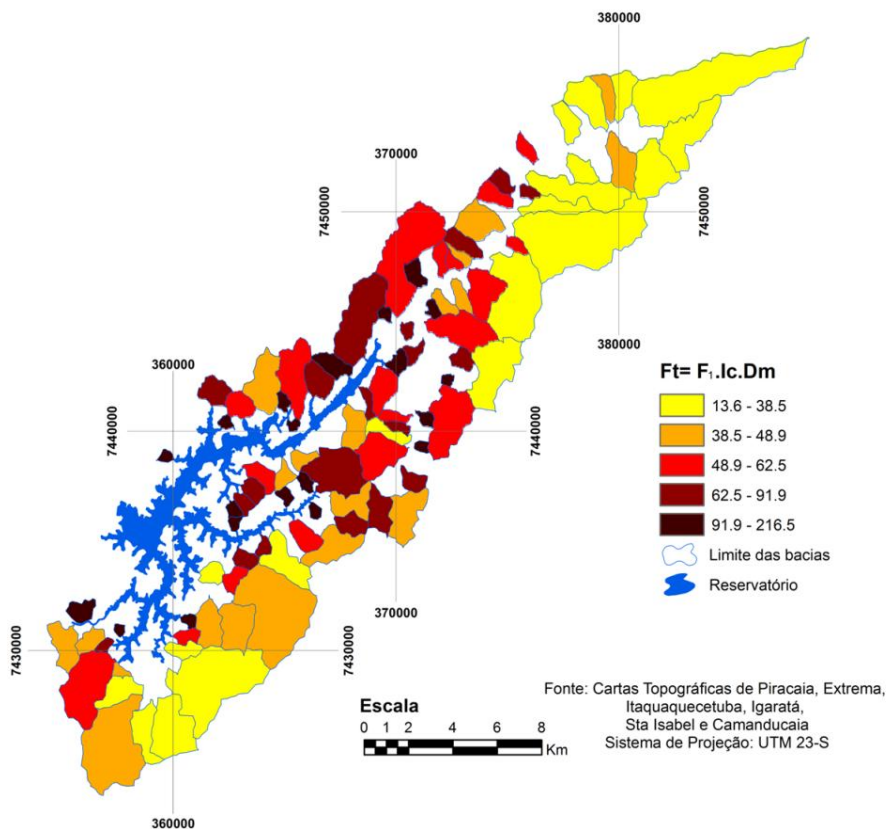 380000
370000
7450000
7450000
380000
360000
Ft= F₁.Ic.Dm
13.6 - 38.5
38.5 - 48.9
48.9 - 62.5
62.5 - 91.9
91.9 - 216.5
Limite das bacias
Reservatório
7440000
7440000
370000
7430000
7430000
Escala
0 1 2 4 6 8
Km
Fonte: Cartas Topográficas de Piracaia, Extrema,
Itaquaquecetuba, Igaratá,
Sta Isabel e Camanducaia
Sistema de Projeção: UTM 23-S
360000